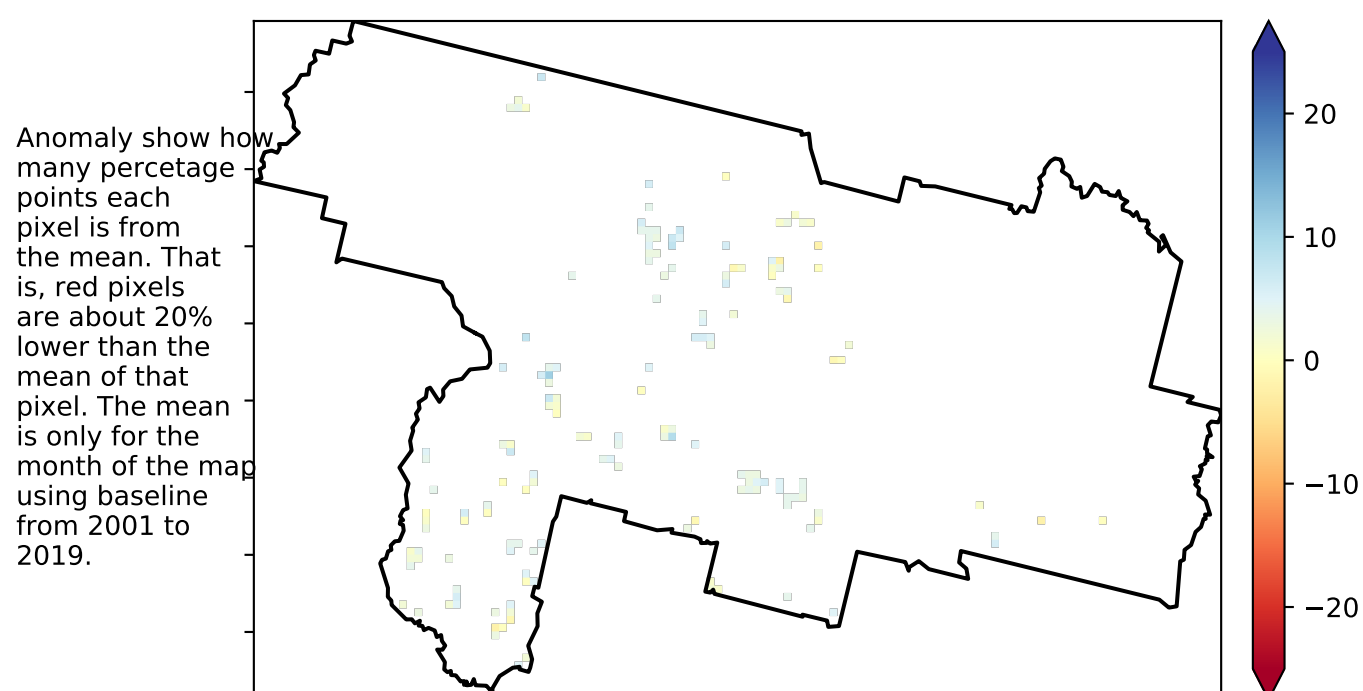 Anomaly show how
many percetage
points each
pixel is from
the mean. That
is, red pixels
are about 20%
lower than the
mean of that
pixel. The mean
is only for the
month of the map
using baseline
from 2001 to
2019.
20
10
0
−10
−20